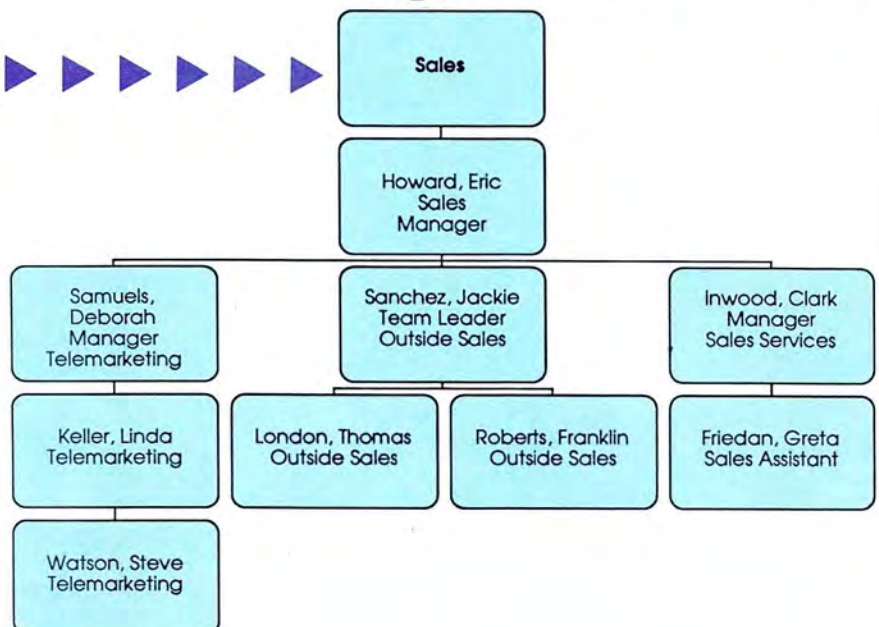 Sales
Howard, Eric
Sales
Manager
Samuels,
Deborah
Manager
Telemarketing
Sanchez, Jackie
Team Leader
Outside Sales
Inwood, Clark
Manager
Sales Services
Keller, Linda
Telemarketing
London, Thomas
Outside Sales
Roberts, Franklin
Outside Sales
Friedan, Greta
Sales Assistant
Watson, Steve
Telemarketing